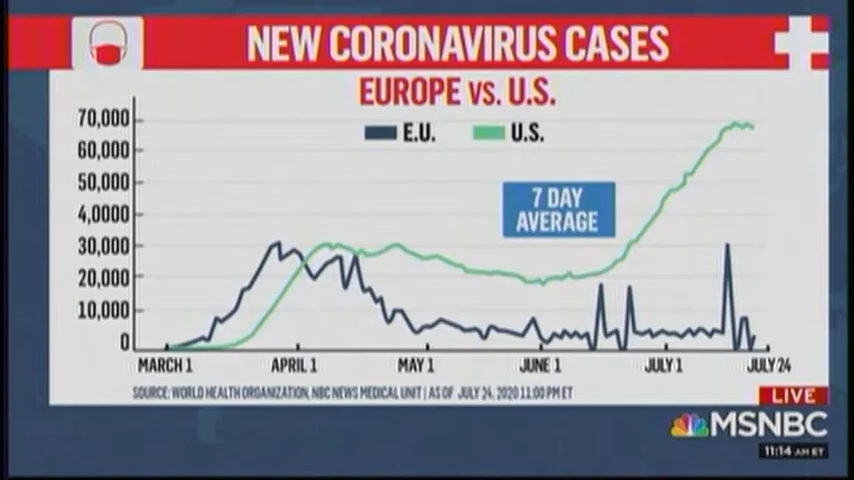 NEW CORONAVIRUS CASES
EUROPE VS. U.S.
E.U. U.S.
7 DAY
AVERAGE
70,000
60,000
50,000
4,0000
30,000
20,000
10,000
0
MARCH 1 APRIL 1 MAY 1 JUNE 1 JULY 1 JULY 24
SOURCE: WORLD HEALTH ORGANIZATION, NBC NEWS MEDICAL UNIT | AS OF JULY 24, 2020 11:00 PM ET
LIVE
MSNBC
11:14 AM ET